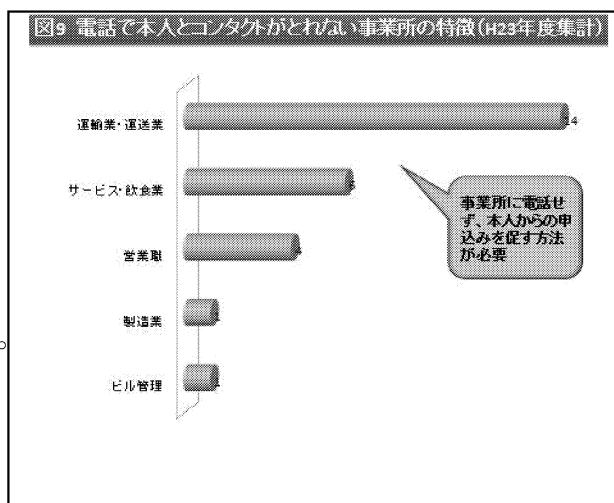 図9 電話で本人とコンタクトがとれない事業所の特徴(H23年度集計)
運輸業・運送業 14
サービス・飲食業 6
営業職 4
製造業 1
ビル管理 1
事業所に電話せ
ず、本人からの申
込みを促す方法
が必要